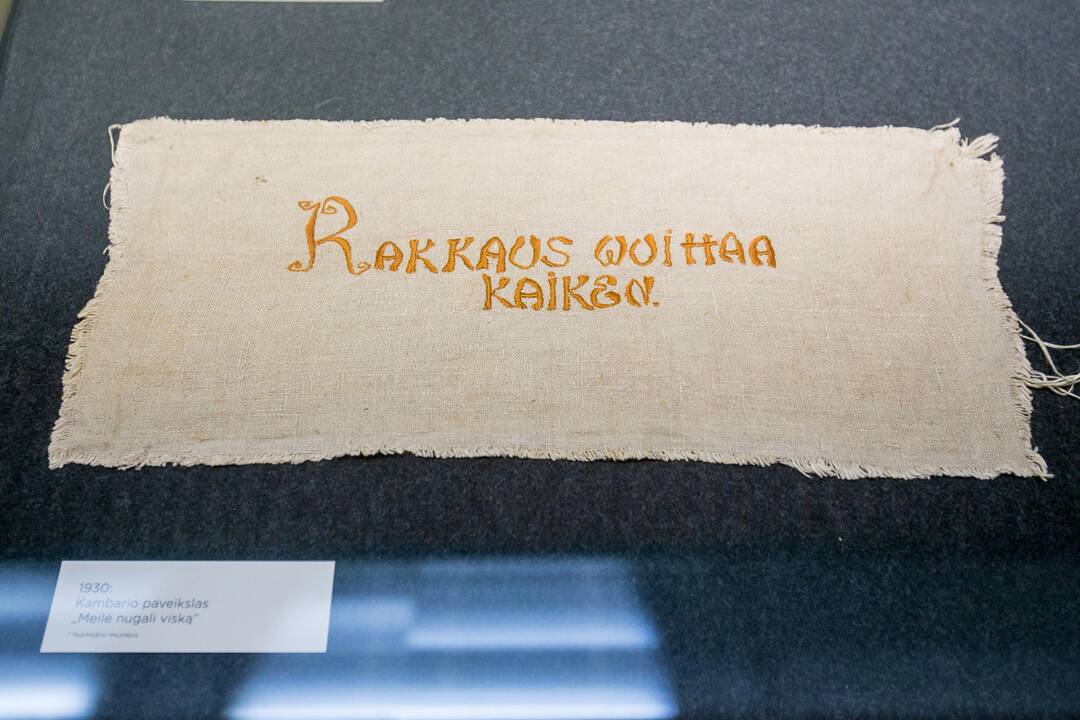 RAKKAUS WOITTAA
KAIKEN.
1930:
Kambario paveikslas
„Meilė nugali viską“